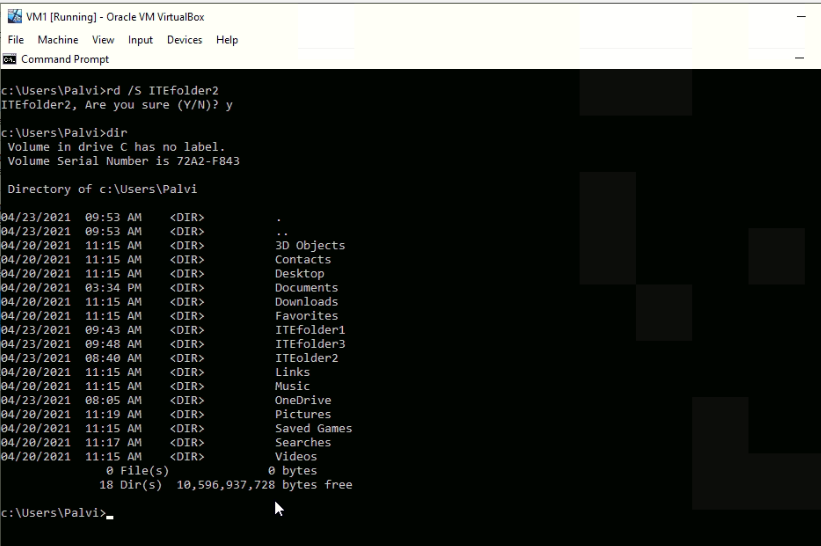 VM1 [Running] - Oracle VM VirtualBox
File Machine View Input Devices Help
Command Prompt
c:\Users\Palvi>rd /S ITEfolder2
ITEfolder2, Are you sure (Y/N)? y
c:\Users\Palvi>dir
Volume in drive C has no label.
Volume Serial Number is 72A2-F843
Directory of c:\Users\Palvi
04/23/2021 09:53 AM <DIR> .
04/23/2021 09:53 AM <DIR> ..
04/20/2021 11:15 AM <DIR> 3D Objects
04/20/2021 11:15 AM <DIR> Contacts
04/20/2021 11:15 AM <DIR> Desktop
04/20/2021 03:34 PM <DIR> Documents
04/20/2021 11:15 AM <DIR> Downloads
04/20/2021 11:15 AM <DIR> Favorites
04/23/2021 09:43 AM <DIR> ITEfolder1
04/23/2021 09:48 AM <DIR> ITEfolder3
04/23/2021 08:40 AM <DIR> ITEolder2
04/20/2021 11:15 AM <DIR> Links
04/20/2021 11:15 AM <DIR> Music
04/23/2021 08:05 AM <DIR> OneDrive
04/20/2021 11:19 AM <DIR> Pictures
04/20/2021 11:15 AM <DIR> Saved Games
04/20/2021 11:17 AM <DIR> Searches
04/20/2021 11:15 AM <DIR> Videos
0 File(s) 0 bytes
18 Dir(s) 10,596,937,728 bytes free
c:\Users\Palvi>